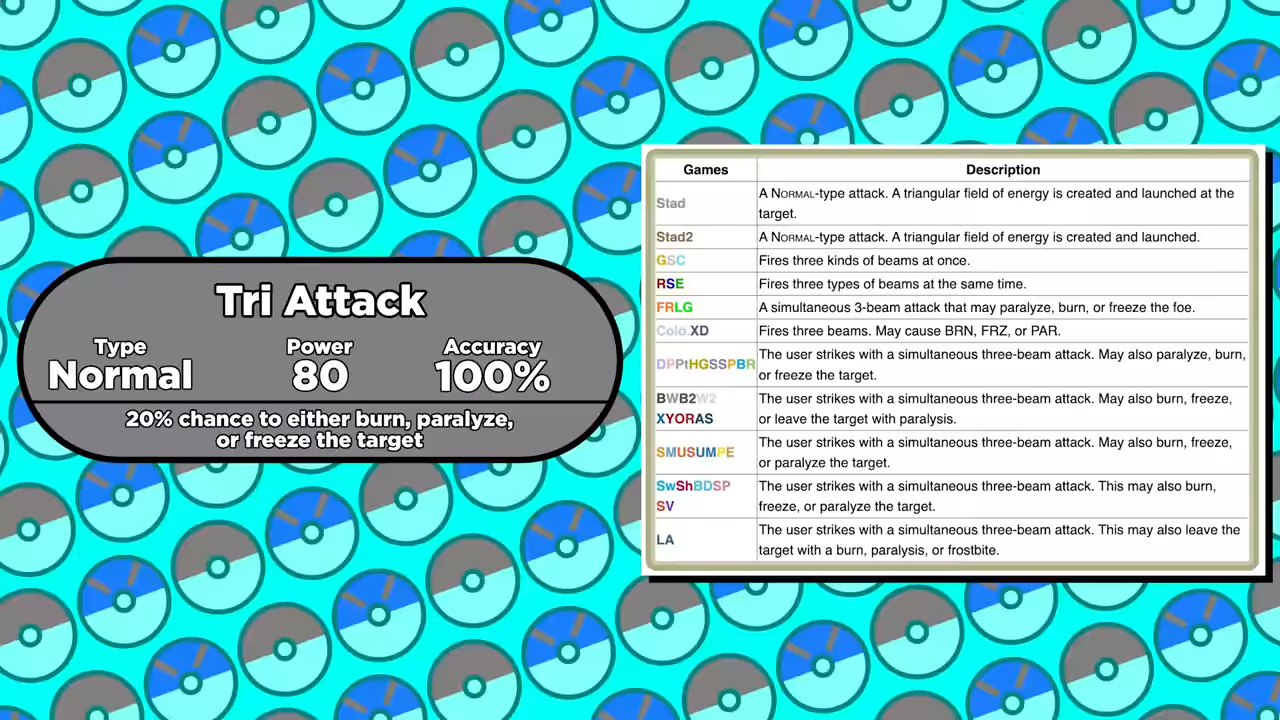 Tri Attack
Type Power Accuracy
Normal 80 100%
20% chance to either burn, paralyze,
or freeze the target
Games Description
Stad A NORMAL-type attack. A triangular field of energy is created and launched at the
target.
Stad2 A NORMAL-type attack. A triangular field of energy is created and launched.
GSC Fires three kinds of beams at once.
RSE Fires three types of beams at the same time.
FRLG A simultaneous 3-beam attack that may paralyze, burn, or freeze the foe.
Colo.XD Fires three beams. May cause BRN, FRZ, or PAR.
DPPtHGSSPBR The user strikes with a simultaneous three-beam attack. May also paralyze, burn,
or freeze the target.
BWB2W2 The user strikes with a simultaneous three-beam attack. May also burn, freeze,
XYORAS or leave the target with paralysis.
SMUSUMPE The user strikes with a simultaneous three-beam attack. May also burn, freeze,
or paralyze the target.
SwShBDSP The user strikes with a simultaneous three-beam attack. This may also burn,
SV freeze, or paralyze the target.
LA The user strikes with a simultaneous three-beam attack. This may also leave the
target with a burn, paralysis, or frostbite.